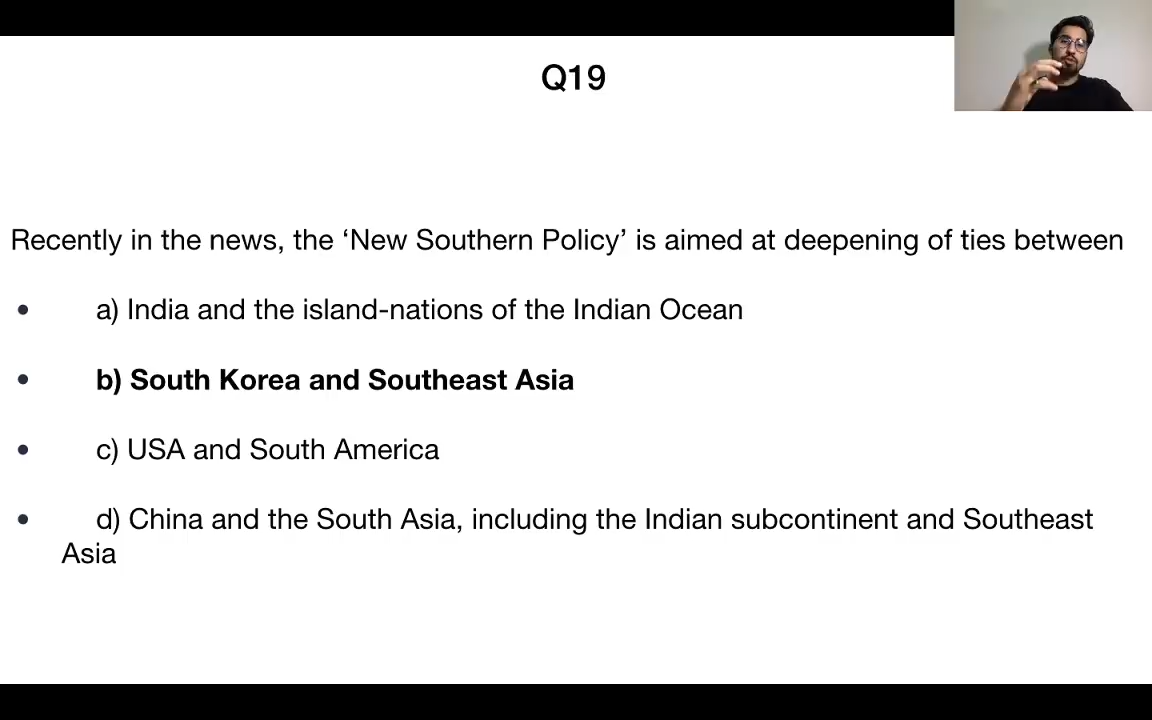 Q19
Recently in the news, the ‘New Southern Policy’ is aimed at deepening of ties between
• a) India and the island-nations of the Indian Ocean
• b) South Korea and Southeast Asia
• c) USA and South America
• d) China and the South Asia, including the Indian subcontinent and Southeast
Asia